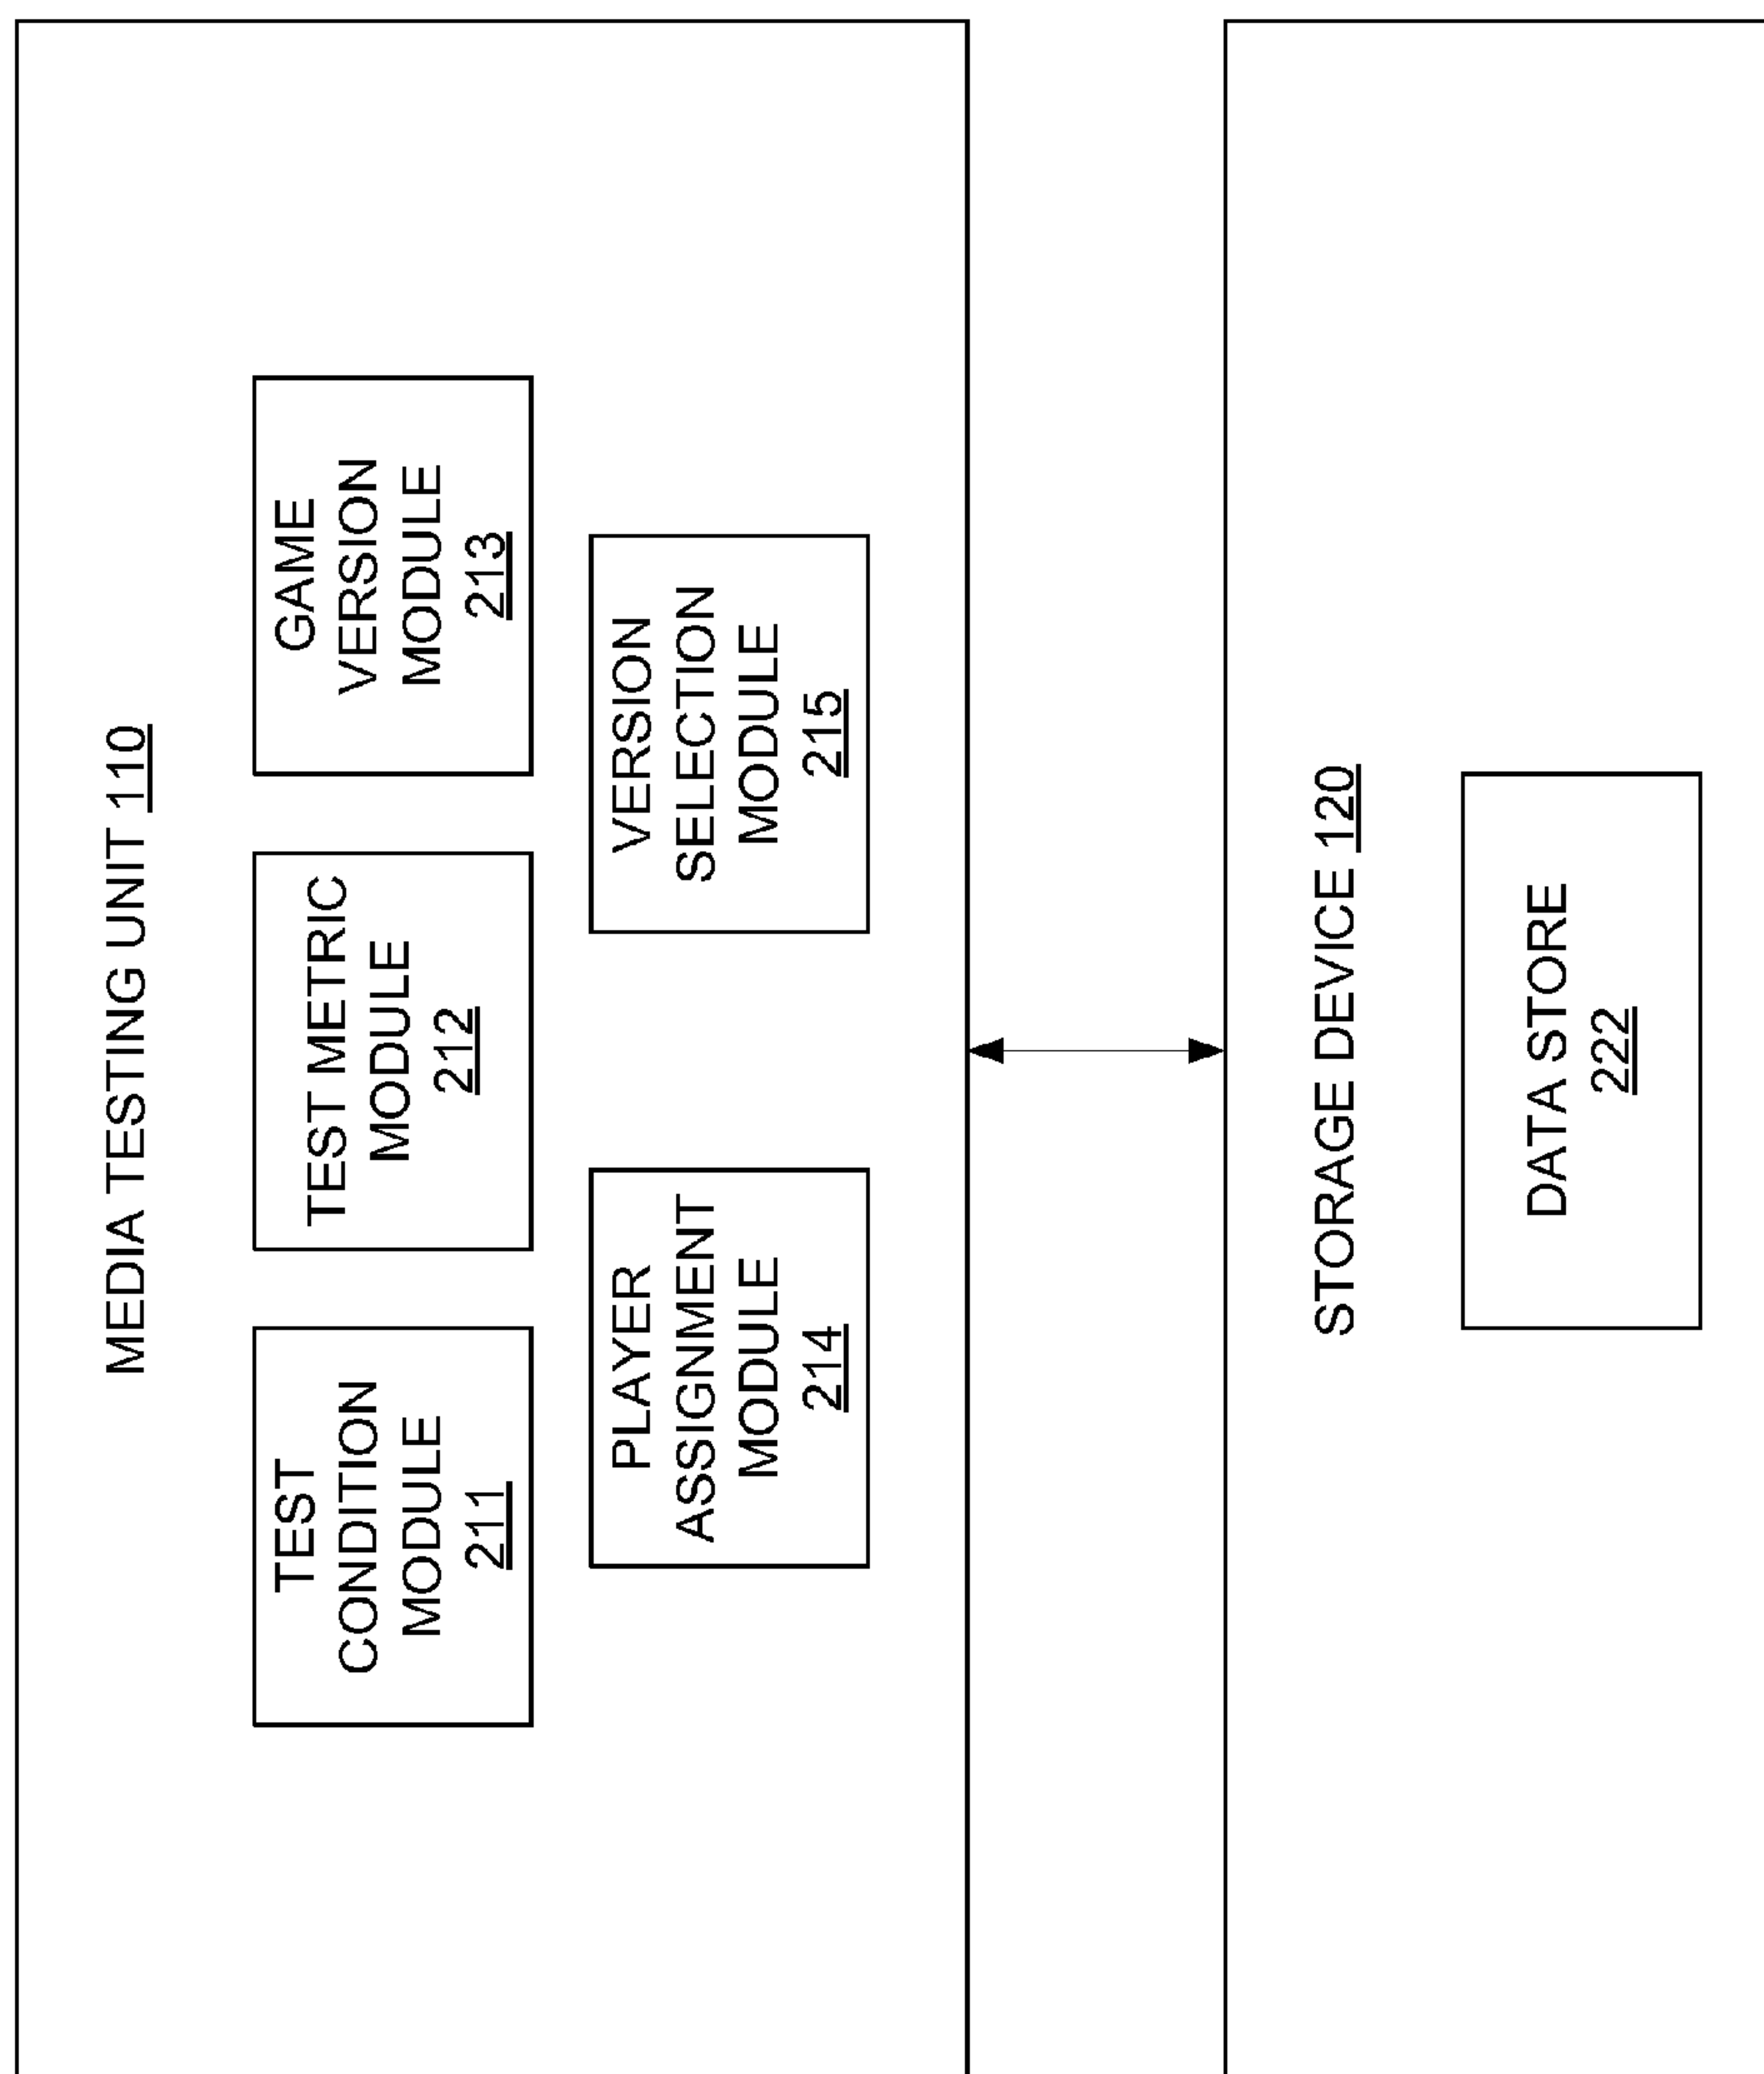 MEDIA TESTING UNIT 110
TEST
CONDITION
MODULE
211
TEST METRIC
MODULE
212
GAME
VERSION
MODULE
213
PLAYER
ASSIGNMENT
MODULE
214
VERSION
SELECTION
MODULE
215
STORAGE DEVICE 120
DATA STORE
222